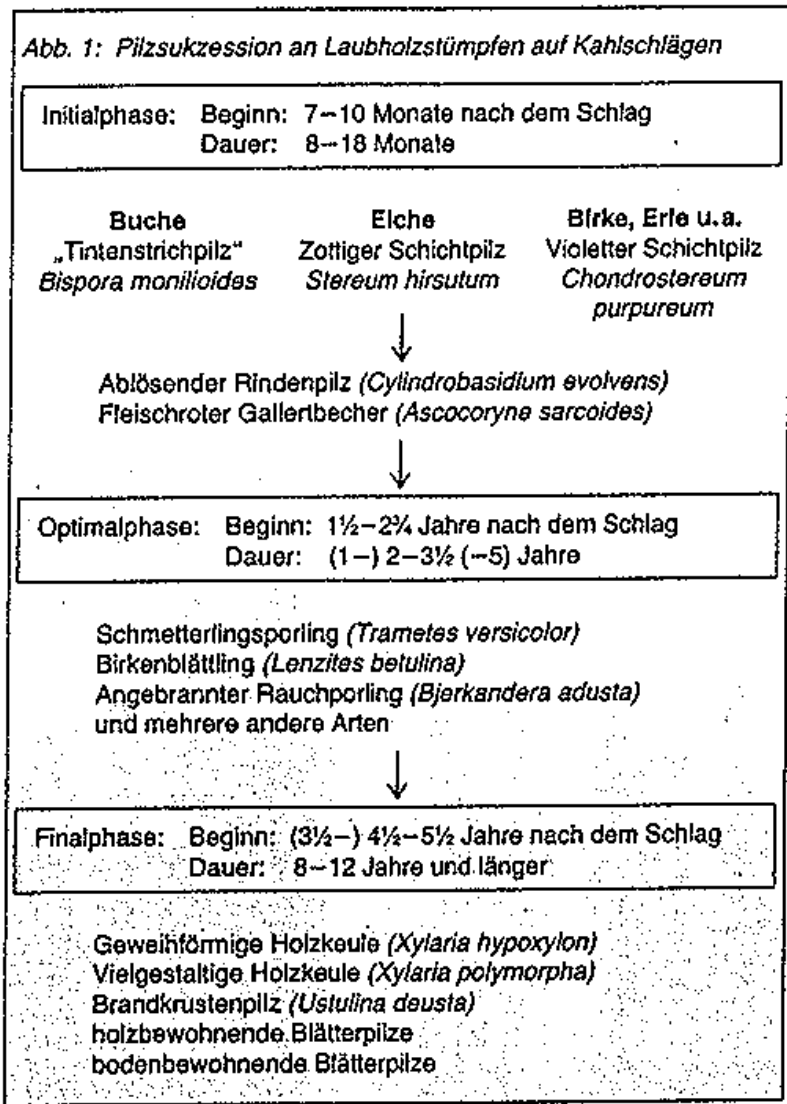 Abb. 1: Pilzsukzession an Laubholzstümpfen auf Kahlschlägen
Initialphase: Beginn: 7–10 Monate nach dem Schlag
Dauer: 8–18 Monate
Buche
„Tintenstrichpilz“
Bispora monilioides
Eiche
Zottiger Schichtpilz
Stereum hirsutum
Birke, Erle u.a.
Violetter Schichtpilz
Chondrostereum
purpureum
Ablösender Rindenpilz (Cylindrobasidium evolvens)
Fleischroter Gallertbecher (Ascocoryne sarcoides)
Optimalphase: Beginn: 1½–2¾ Jahre nach dem Schlag
Dauer: (1–) 2–3½ (–5) Jahre
Schmetterlingsporling (Trametes versicolor)
Birkenblättling (Lenzites betulina)
Angebrannter Rauchporling (Bjerkandera adusta)
und mehrere andere Arten
Finalphase: Beginn: (3½–) 4½–5½ Jahre nach dem Schlag
Dauer: 8–12 Jahre und länger
Geweihförmige Holzkeule (Xylaria hypoxylon)
Vielgestaltige Holzkeule (Xylaria polymorpha)
Brandkrustenpilz (Ustulina deusta)
holzbewohnende Blätterpilze
bodenbewohnende Blätterpilze